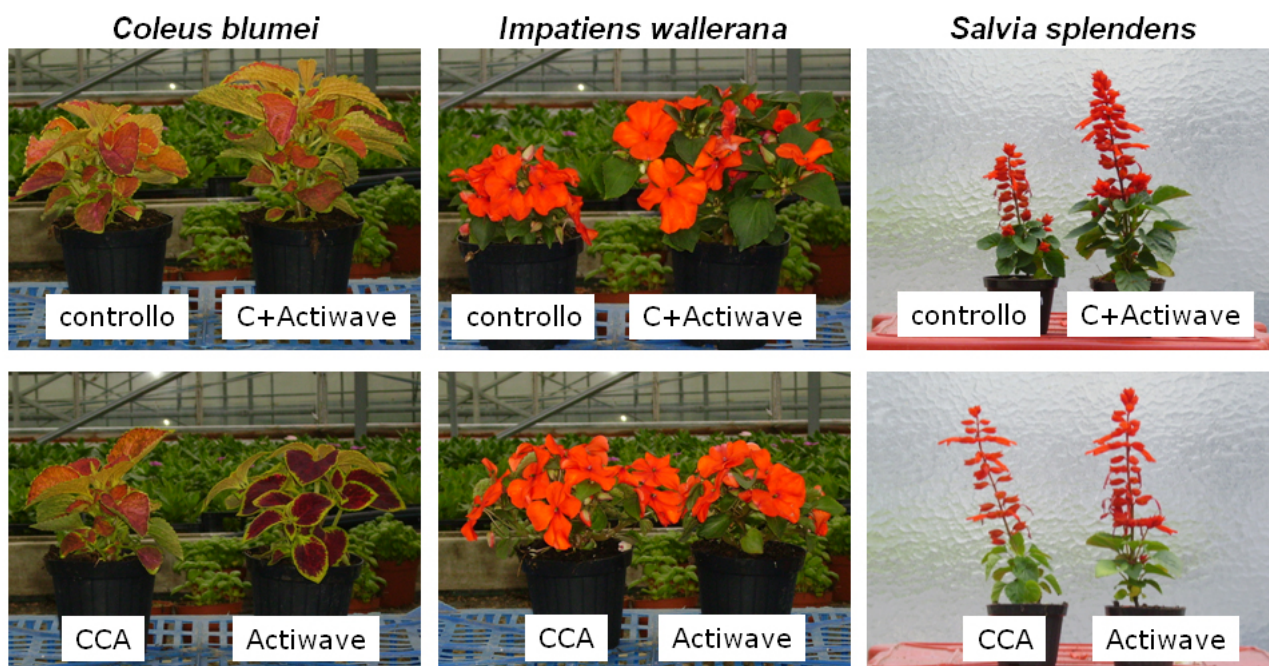 Coleus blumei
Impatiens wallerana
Salvia splendens
controllo
C+Actiwave
controllo
C+Actiwave
controllo
C+Actiwave
CCA
Actiwave
CCA
Actiwave
CCA
Actiwave